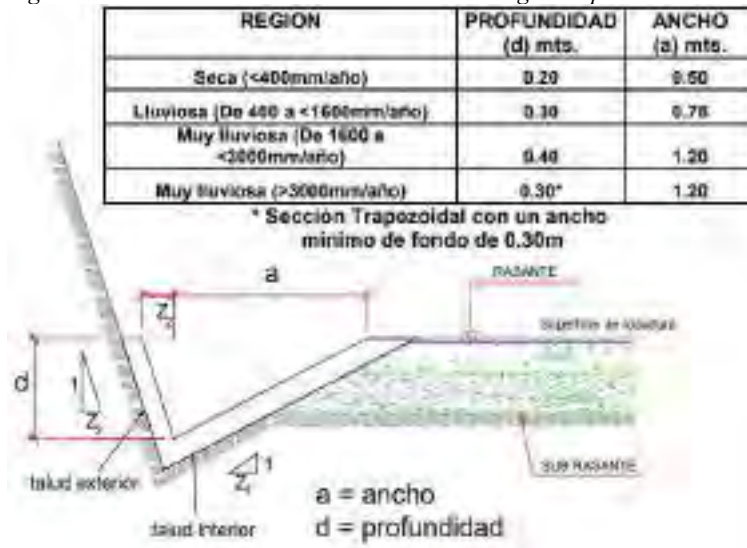 REGION PROFUNDIDAD (d) mts. ANCHO (a) mts.
Seca (<400mm/año) 0.20 0.50
Lluviosa (De 400 a <1600mm/año) 0.30 0.75
Muy lluviosa (De 1600 a <3000mm/año) 0.40 1.20
Muy lluviosa (>3000mm/año) 0.30* 1.20
* Sección Trapezoidal con un ancho
minimo de fondo de 0.30m
a
RASANTE
Superficie de rodadura
d
1
1
talud exterior
SUB RASANTE
a = ancho
talud interior
d = profundidad